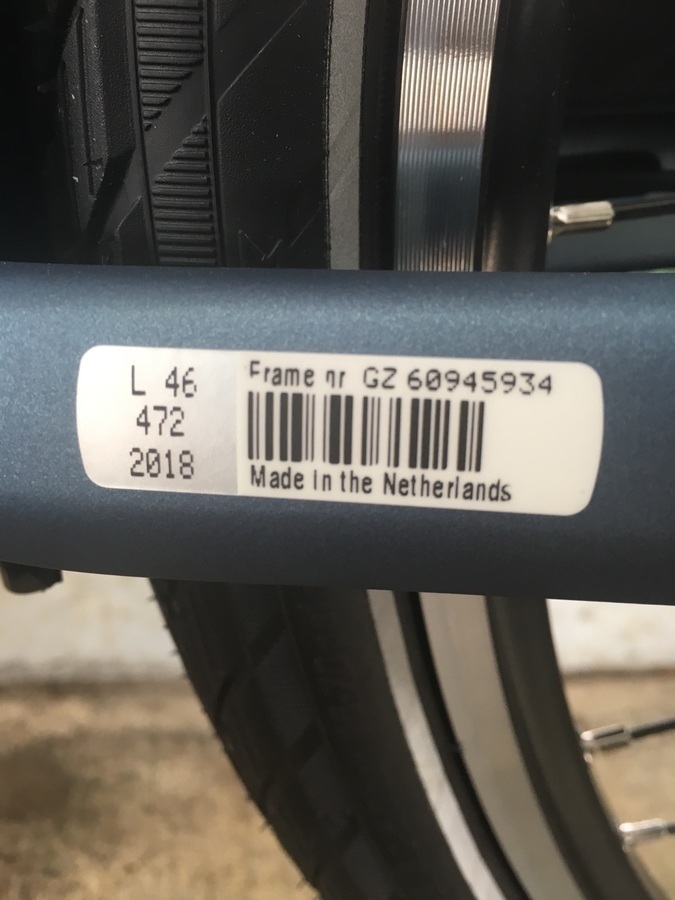 L 46
472
2018
Frame nr GZ 60945934
Made in the Netherlands